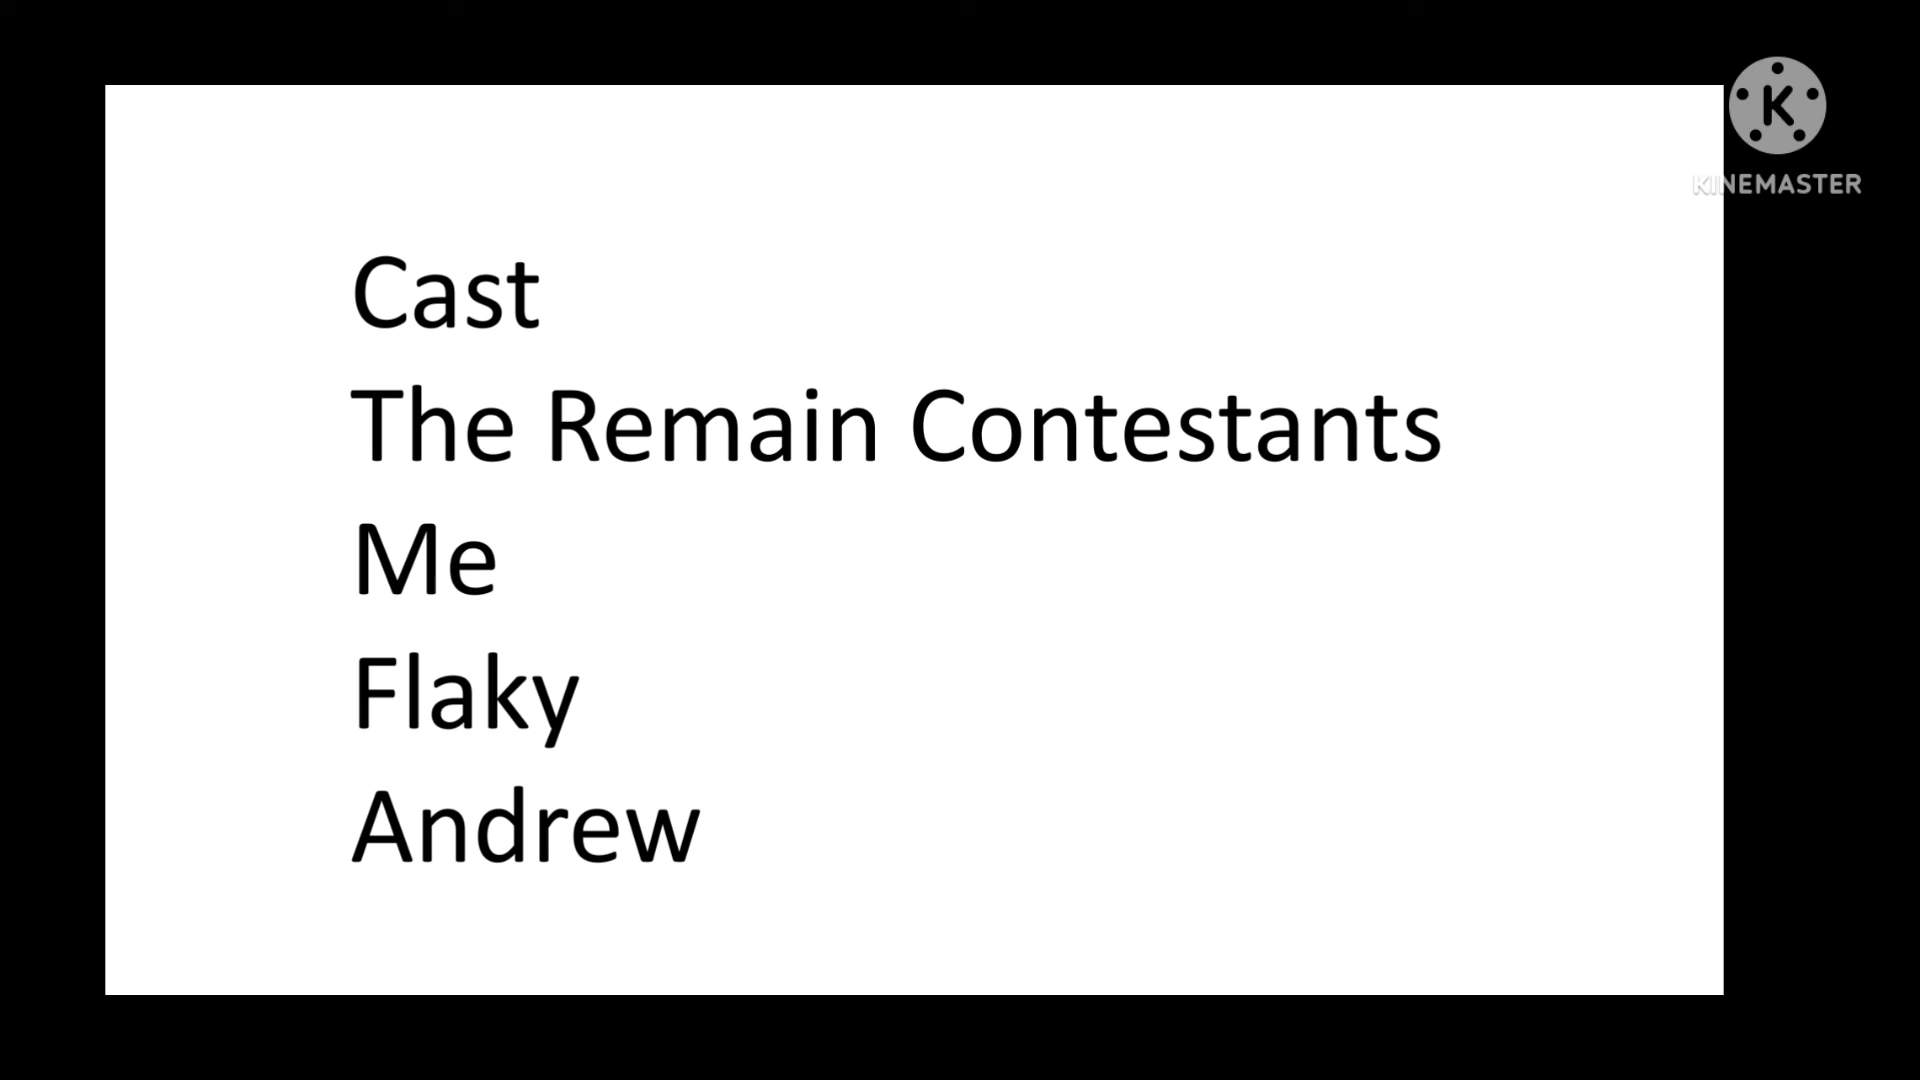 K
KINEMASTER
Cast
The Remain Contestants
Me
Flaky
Andrew